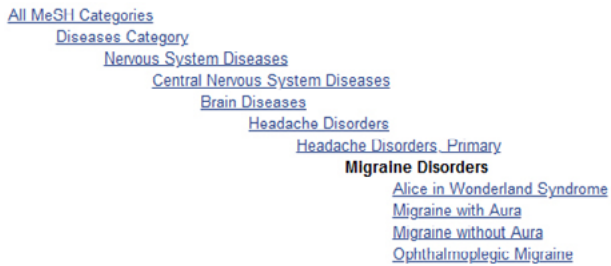 All MeSH Categories
Diseases Category
Nervous System Diseases
Central Nervous System Diseases
Brain Diseases
Headache Disorders
Headache Disorders, Primary
Migraine Disorders
Alice in Wonderland Syndrome
Migraine with Aura
Migraine without Aura
Ophthalmoplegic Migraine